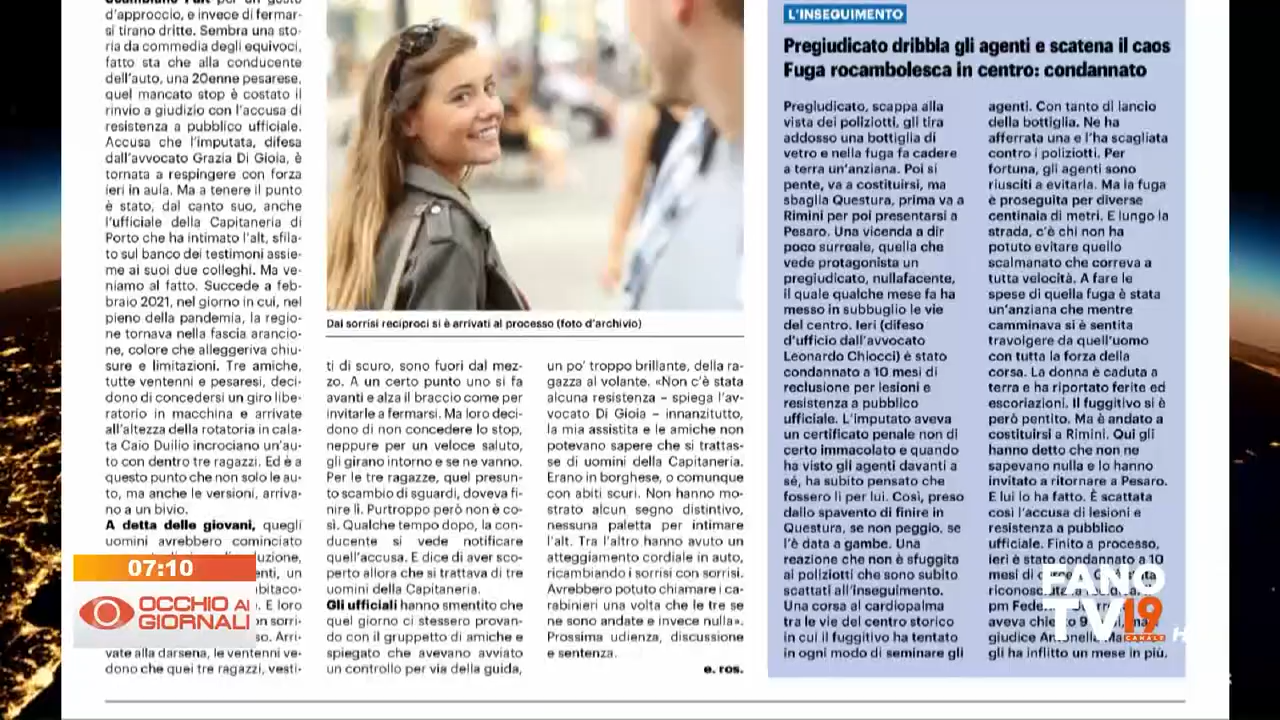 d'approccio, e invece di fermar-
si tirano dritte. Sembra una sto-
ria da commedia degli equivoci,
fatto sta che alla conducente
dell'auto, una 20enne pesarese,
quel mancato stop è costato il
rinvio a giudizio con l'accusa di
resistenza a pubblico ufficiale.
Accusa che l'imputata, difesa
dall'avvocato Grazia Di Gioia, è
tornata a respingere con forza
ieri in aula. Ma a tenere il punto
è stato, dal canto suo, anche
l'ufficiale della Capitaneria di
Porto che ha intimato l'alt, sfila-
to sul banco dei testimoni assie-
me ai suoi due colleghi. Ma ve-
niamo al fatto. Succede a feb-
braio 2021, nel giorno in cui, nel
pieno della pandemia, la regio-
ne tornava nella fascia arancio-
ne, colore che alleggeriva chiu-
sure e limitazioni. Tre amiche,
tutte ventenni e pesaresi, deci-
dono di concedersi un giro libe-
ratorio in macchina e arrivate
all'altezza della rotatoria in cala-
ta Caio Duilio incrociano un'au-
to con dentro tre ragazzi. Ed è a
questo punto che non solo le au-
to, ma anche le versioni, arriva-
no a un bivio.
A detta delle giovani, quegli
uomini avrebbero cominciato
vate alla darsena, le ventenni ve-
dono che quei tre ragazzi, vesti-
Dai sorrisi reciproci si è arrivati al processo (foto d'archivio)
ti di scuro, sono fuori dal mez-
zo. A un certo punto uno si fa
avanti e alza il braccio come per
invitarle a fermarsi. Ma loro deci-
dono di non concedere lo stop,
neppure per un veloce saluto,
gli girano intorno e se ne vanno.
Per le tre ragazze, quel presun-
to scambio di sguardi, doveva fi-
nire lì. Purtroppo però non è co-
sì. Qualche tempo dopo, la con-
ducente si vede notificare
quell'accusa. E dice di aver sco-
perto allora che si trattava di tre
uomini della Capitaneria.
Gli ufficiali hanno smentito che
quel giorno ci stessero provan-
do con il gruppetto di amiche e
spiegato che avevano avviato
un controllo per via della guida,
un po' troppo brillante, della ra-
gazza al volante. «Non c'è stata
alcuna resistenza – spiega l'av-
vocato Di Gioia – innanzitutto,
la mia assistita e le amiche non
potevano sapere che si trattas-
se di uomini della Capitaneria.
Erano in borghese, o comunque
con abiti scuri. Non hanno mo-
strato alcun segno distintivo,
nessuna paletta per intimare
l'alt. Tra l'altro hanno avuto un
atteggiamento cordiale in auto,
ricambiando i sorrisi con sorrisi.
Avrebbero potuto chiamare i ca-
rabinieri una volta che le tre se
ne sono andate e invece nulla».
Prossima udienza, discussione
e sentenza.
e. ros.
L'INSEGUIMENTO
Pregiudicato dribbla gli agenti e scatena il caos
Fuga rocambolesca in centro: condannato
Pregiudicato, scappa alla
vista dei poliziotti, gli tira
addosso una bottiglia di
vetro e nella fuga fa cadere
a terra un'anziana. Poi si
pente, va a costituirsi, ma
sbaglia Questura, prima va a
Rimini per poi presentarsi a
Pesaro. Una vicenda a dir
poco surreale, quella che
vede protagonista un
pregiudicato, nullafacente,
il quale qualche mese fa ha
messo in subbuglio le vie
del centro. Ieri (difeso
d'ufficio dall'avvocato
Leonardo Chiocci) è stato
condannato a 10 mesi di
reclusione per lesioni e
resistenza a pubblico
ufficiale. L'imputato aveva
un certificato penale non di
certo immacolato e quando
ha visto gli agenti davanti a
sé, ha subito pensato che
fossero lì per lui. Così, preso
dallo spavento di finire in
Questura, se non peggio, se
l'è data a gambe. Una
reazione che non è sfuggita
ai poliziotti che sono subito
scattati all'inseguimento.
Una corsa al cardiopalma
tra le vie del centro storico
in cui il fuggitivo ha tentato
in ogni modo di seminare gli
agenti. Con tanto di lancio
della bottiglia. Ne ha
afferrata una e l'ha scagliata
contro i poliziotti. Per
fortuna, gli agenti sono
riusciti a evitarla. Ma la fuga
è proseguita per diverse
centinaia di metri. E lungo la
strada, c'è chi non ha
potuto evitare quello
scalmanato che correva a
tutta velocità. A fare le
spese di quella fuga è stata
un'anziana che mentre
camminava si è sentita
travolgere da quell'uomo
con tutta la forza della
corsa. La donna è caduta a
terra e ha riportato ferite ed
escoriazioni. Il fuggitivo si è
però pentito. Ma è andato a
costituirsi a Rimini. Qui gli
hanno detto che non ne
sapevano nulla e lo hanno
invitato a ritornare a Pesaro.
E lui lo ha fatto. È scattata
così l'accusa di lesioni e
resistenza a pubblico
ufficiale. Finito a processo,
ieri è stato condannato a 10
mesi di
pm
aveva
giudice
gli ha inflitto un mese in più.
07:10
OCCHIO AI
GIORNALI
FANO
TV19
CANALE